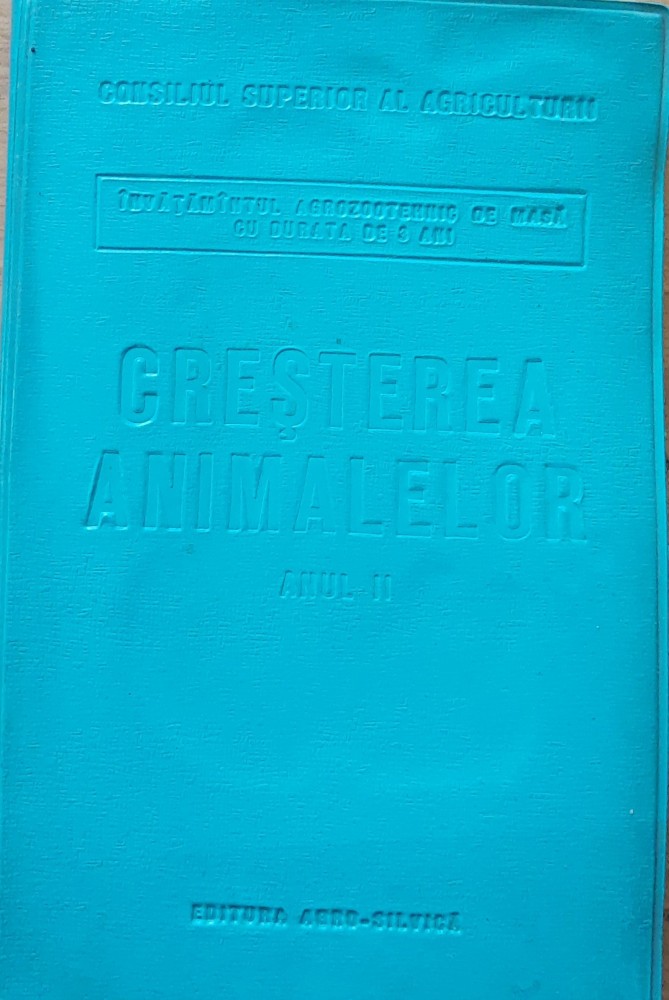 CONSILIUL SUPERIOR AL AGRICULTURII
ÎNVĂȚĂMÎNTUL AGROZOOTEHNIC DE MASĂ
CU DURATA DE 3 ANI
CREȘTEREA
ANIMALELOR
ANUL II
EDITURA AGRO-SILVICĂ